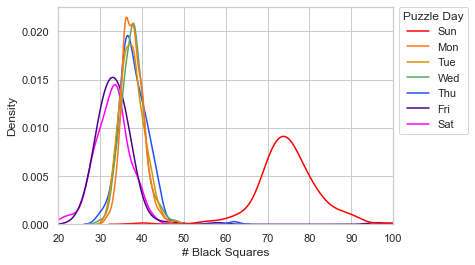 Puzzle Day
Sun
Mon
Tue
Wed
Thu
Fri
Sat
Density
0.020
0.015
0.010
0.005
0.000
20 30 40 50 60 70 80 90 100
# Black Squares